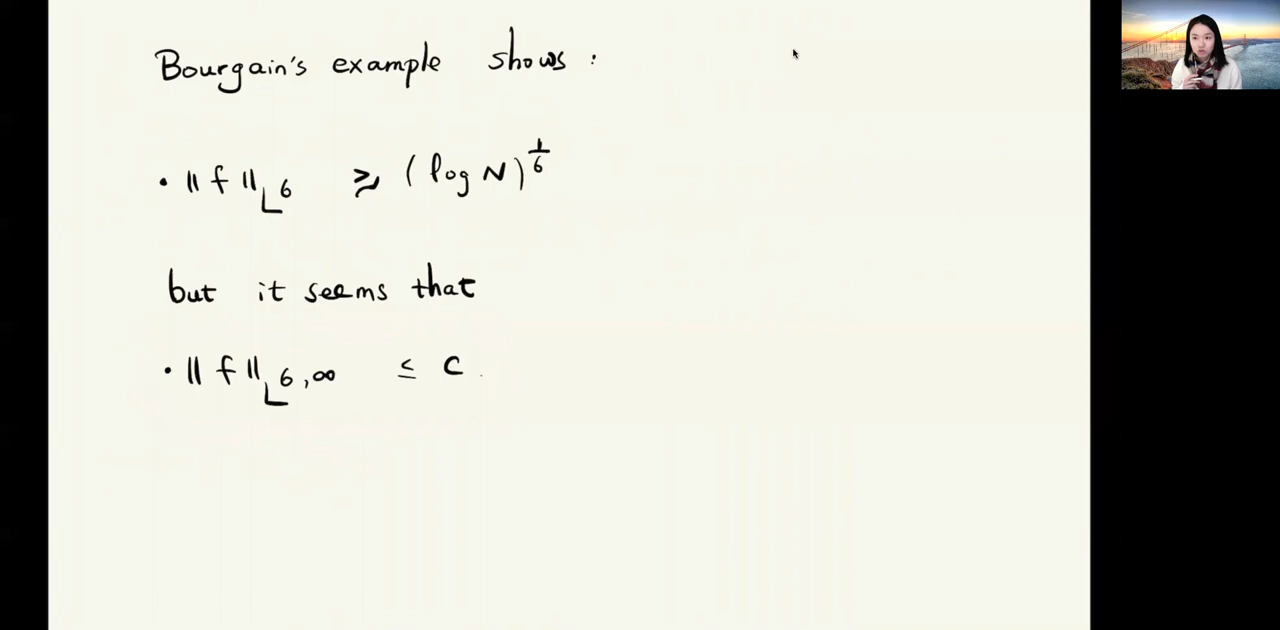 Bourgain's example shows :
• ‖ f ‖_{L^6} ≳ (log N)^{1/6}
but it seems that
• ‖ f ‖_{L^{6,∞}} ≤ C .